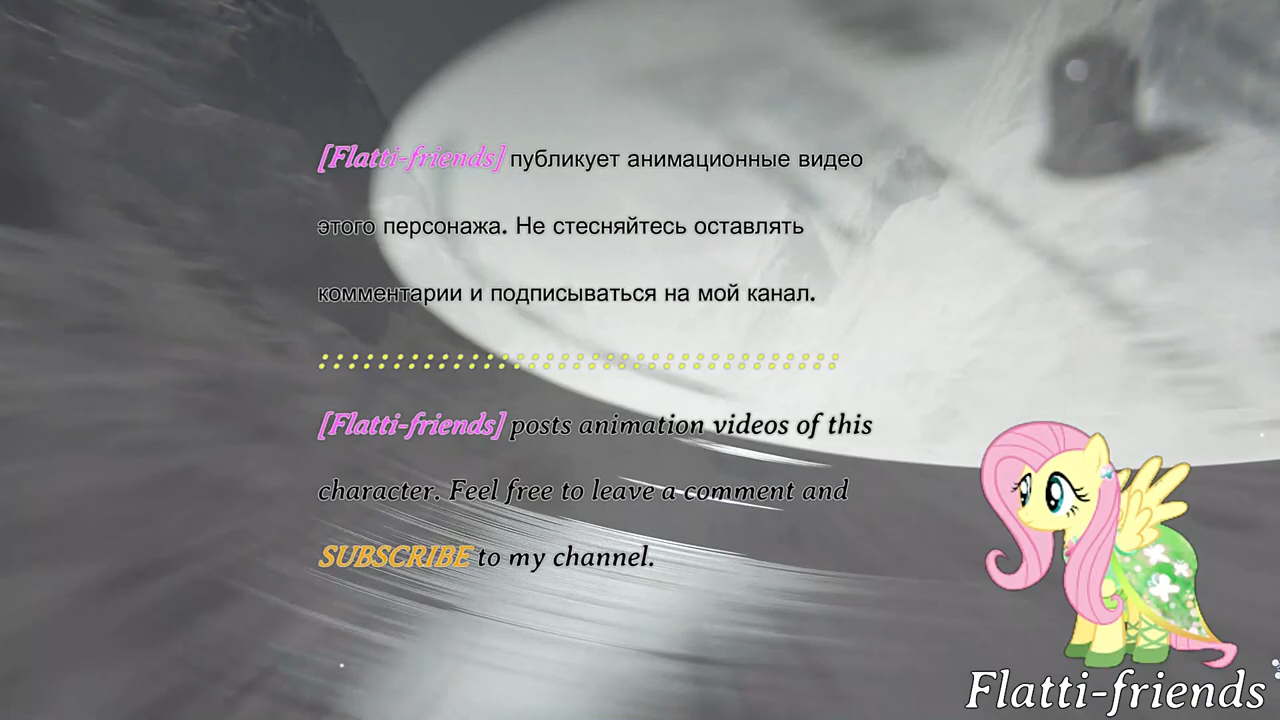 [Flatti-friends] публикует анимационные видео
этого персонажа. Не стесняйтесь оставлять
комментарии и подписываться на мой канал.
:::::::::::::::::::::::::::::::::::
[Flatti-friends] posts animation videos of this
character. Feel free to leave a comment and
SUBSCRIBE to my channel.
Flatti-friends